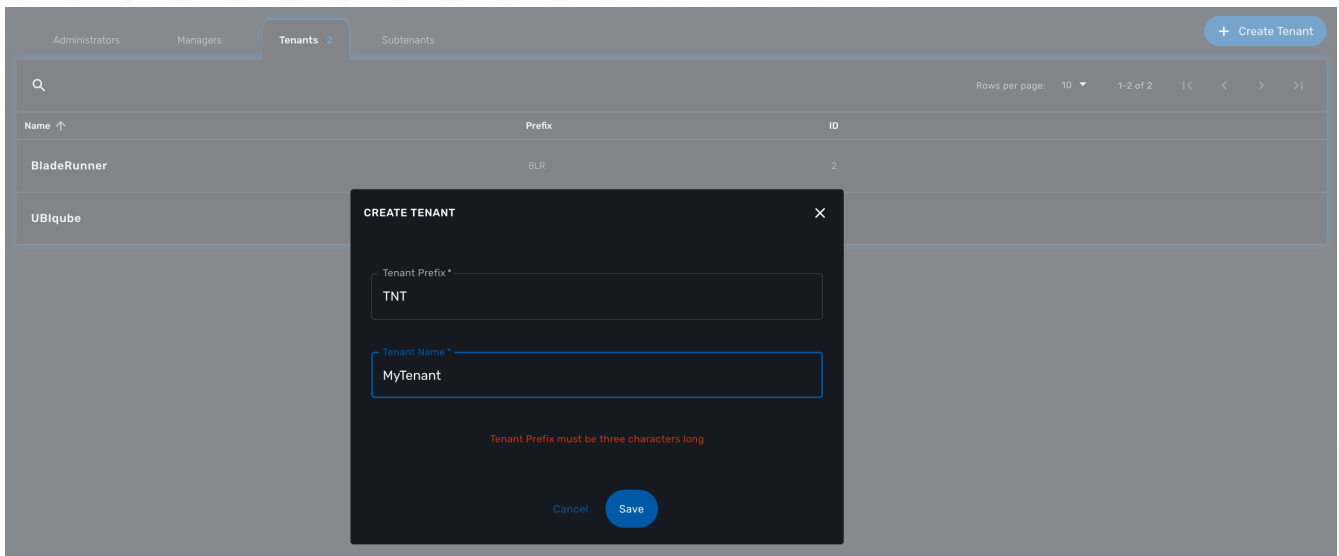 Administrators Managers Tenants 2 Subtenants + Create Tenant
Rows per page: 10 1-2 of 2
Name Prefix ID
BladeRunner BLR 2
UBIqube
CREATE TENANT
Tenant Prefix *
TNT
Tenant Name *
MyTenant
Tenant Prefix must be three characters long
Cancel Save